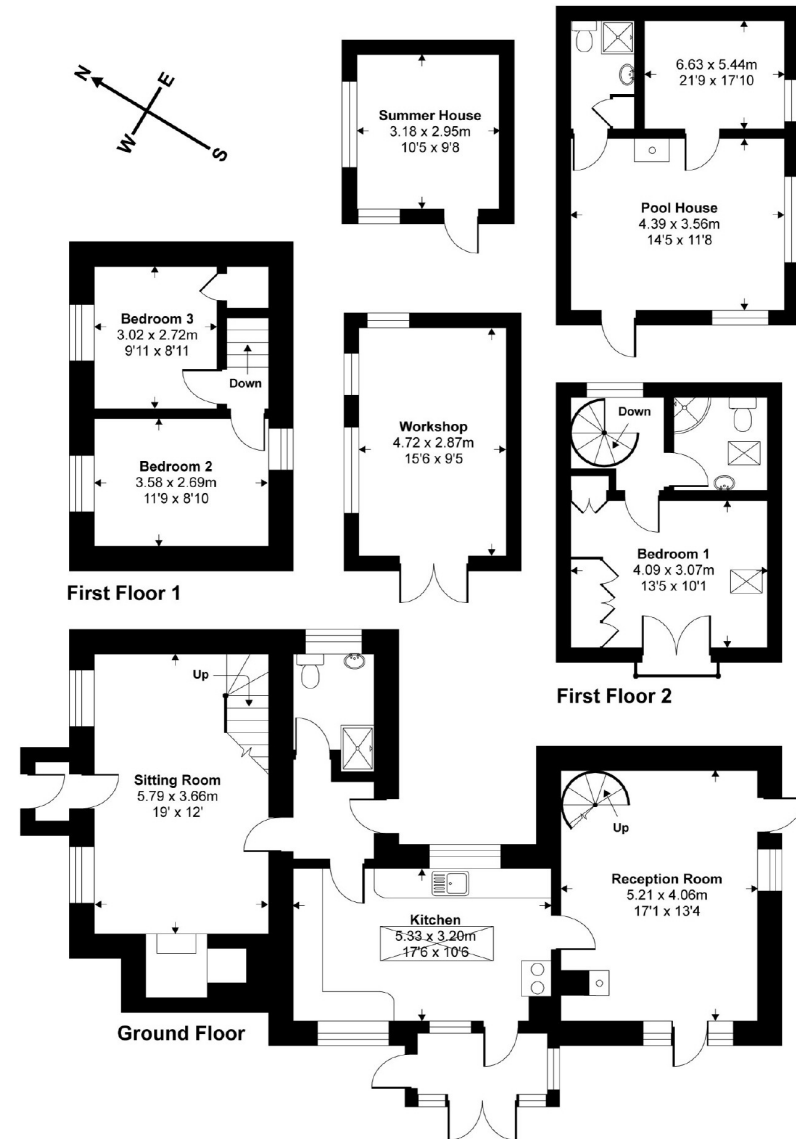 N
E
W
S
Summer House
3.18 x 2.95m
10'5 x 9'8
6.63 x 5.44m
21'9 x 17'10
Pool House
4.39 x 3.56m
14'5 x 11'8
Bedroom 3
3.02 x 2.72m
9'11 x 8'11
Down
Bedroom 2
3.58 x 2.69m
11'9 x 8'10
First Floor 1
Workshop
4.72 x 2.87m
15'6 x 9'5
Down
Bedroom 1
4.09 x 3.07m
13'5 x 10'1
First Floor 2
Up
Sitting Room
5.79 x 3.66m
19' x 12'
Kitchen
5.33 x 3.20m
17'6 x 10'6
Up
Reception Room
5.21 x 4.06m
17'1 x 13'4
Ground Floor